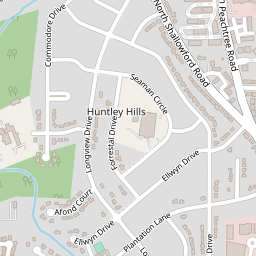 Commodore Drive
North Shallowford Road
Peachtree Road
Seaman Circle
Huntley Hills
Longview Drive
Forrestal Drive
Ellwyn Drive
Afond Court
Plantation Lane
Ellwyn Drive